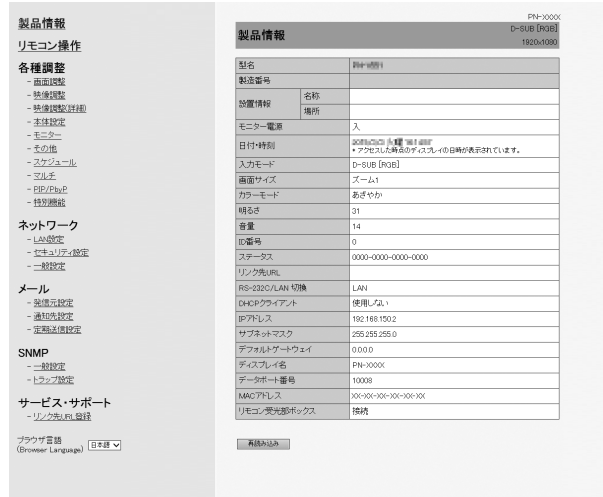 製品情報
リモコン操作
各種調整
- 画面調整
- 映像調整
- 映像調整(詳細)
- 本体設定
- モニター
- その他
- スケジュール
- マルチ
- PIP/PbyP
- 特別機能
ネットワーク
- LAN設定
- セキュリティ設定
- 一般設定
メール
- 発信元設定
- 通知先設定
- 定期送信設定
SNMP
- 一般設定
- トラップ設定
サービス・サポート
- リンク先URL登録
ブラウザ言語
(Browser Language) 日本語
PN-XXXX
製品情報 D-SUB [RGB]
1920x1080
型名
製造番号
設置情報 名称
場所
モニター電源 入
日付・時刻
* アクセスした時点のディスプレイの日時が表示されています。
入力モード D-SUB [RGB]
画面サイズ ズーム1
カラーモード あざやか
明るさ 31
音量 14
ID番号 0
ステータス 0000-0000-0000-0000
リンク先URL
RS-232C/LAN 切換 LAN
DHCPクライアント 使用しない
IPアドレス 192.168.150.2
サブネットマスク 255.255.255.0
デフォルトゲートウェイ 0.0.0.0
ディスプレイ名 PN-XXXX
データポート番号 10008
MACアドレス XX-XX-XX-XX-XX-XX
リモコン受光部ボックス 接続
再読み込み